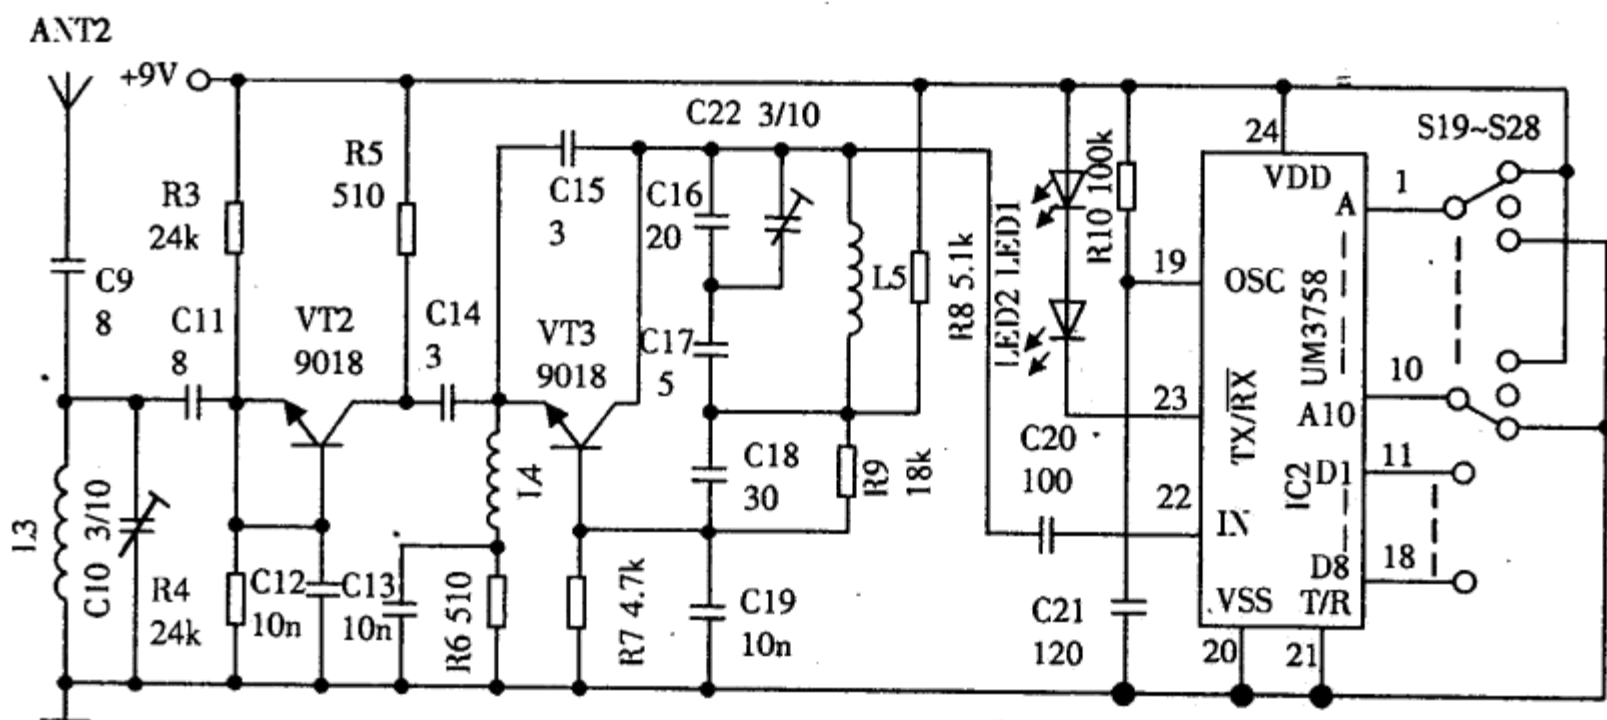 ANT2
+9V
C22 3/10
S19~S28
R5
510
R3
24k
C15
3
C16
20
R10 100k
24
VDD
1
A
C9
8
L5
R8 5.1k
LED2 LED1
19
OSC
UM3758
C11
8
VT2
9018
C14
3
VT3
9018
C17
5
10
A10
23
TX/RX
C20
100
C18
30
R9
18k
L4
11
D1
IC2
22
IN
L3
C10 3/10
18
D8
R4
24k
C12
10n
C13
10n
R6 510
R7 4.7k
C19
10n
C21
120
VSS
T/R
20
21